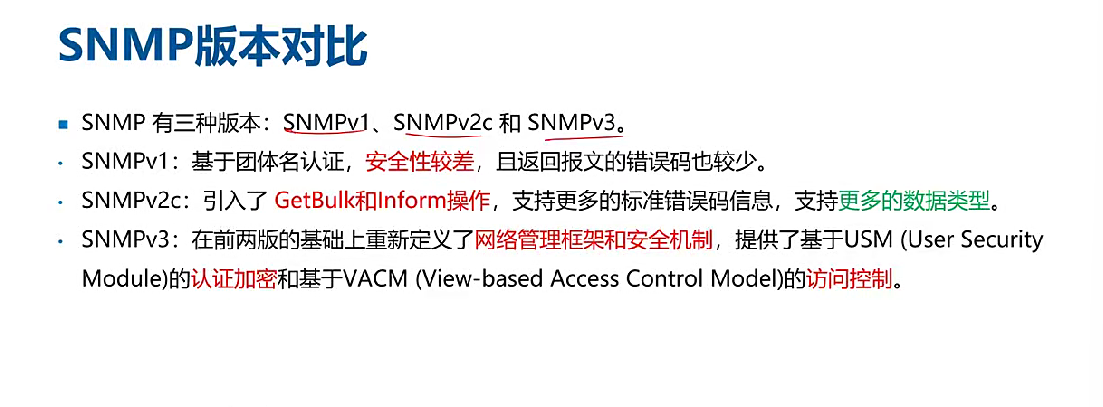 SNMP版本对比
SNMP 有三种版本：SNMPv1、SNMPv2c 和 SNMPv3。
SNMPv1：基于团体名认证，安全性较差，且返回报文的错误码也较少。
SNMPv2c：引入了 GetBulk和Inform操作，支持更多的标准错误码信息，支持更多的数据类型。
SNMPv3：在前两版的基础上重新定义了网络管理框架和安全机制，提供了基于USM (User Security
Module)的认证加密和基于VACM (View-based Access Control Model)的访问控制。